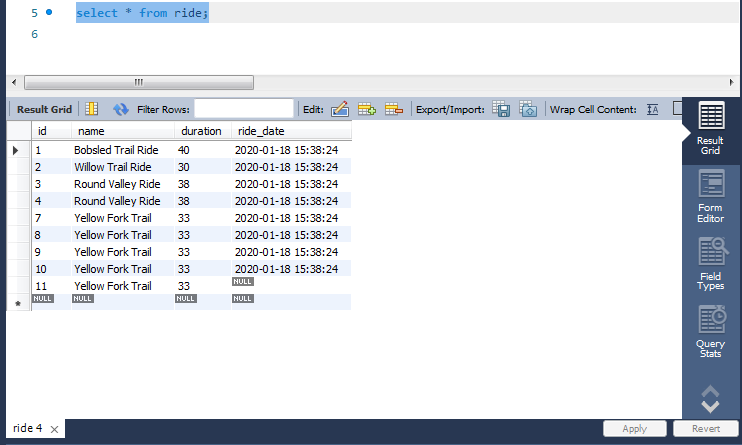 5 select * from ride;
6
Result Grid Filter Rows: Edit: Export/Import: Wrap Cell Content: IA
id name duration ride_date
1 Bobsled Trail Ride 40 2020-01-18 15:38:24
2 Willow Trail Ride 30 2020-01-18 15:38:24
3 Round Valley Ride 38 2020-01-18 15:38:24
4 Round Valley Ride 38 2020-01-18 15:38:24
7 Yellow Fork Trail 33 2020-01-18 15:38:24
8 Yellow Fork Trail 33 2020-01-18 15:38:24
9 Yellow Fork Trail 33 2020-01-18 15:38:24
10 Yellow Fork Trail 33 2020-01-18 15:38:24
11 Yellow Fork Trail 33 NULL
* NULL NULL NULL NULL
Result
Grid
Form
Editor
Field
Types
Query
Stats
ride 4 ×
Apply Revert